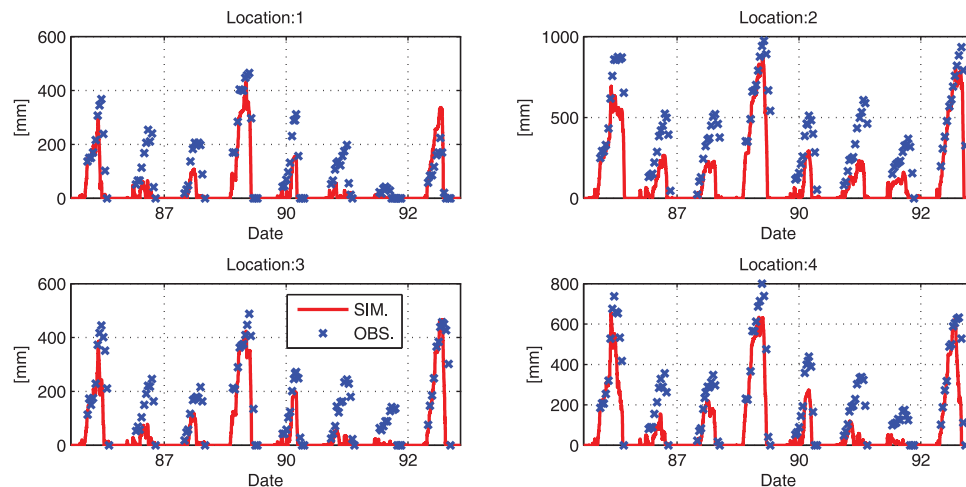 Location:1
600
400
200
0
[mm]
87
90
92
Date
Location:2
1000
500
0
[mm]
87
90
92
Date
Location:3
600
400
200
0
[mm]
SIM.
OBS.
87
90
92
Date
Location:4
800
600
400
200
0
[mm]
87
90
92
Date